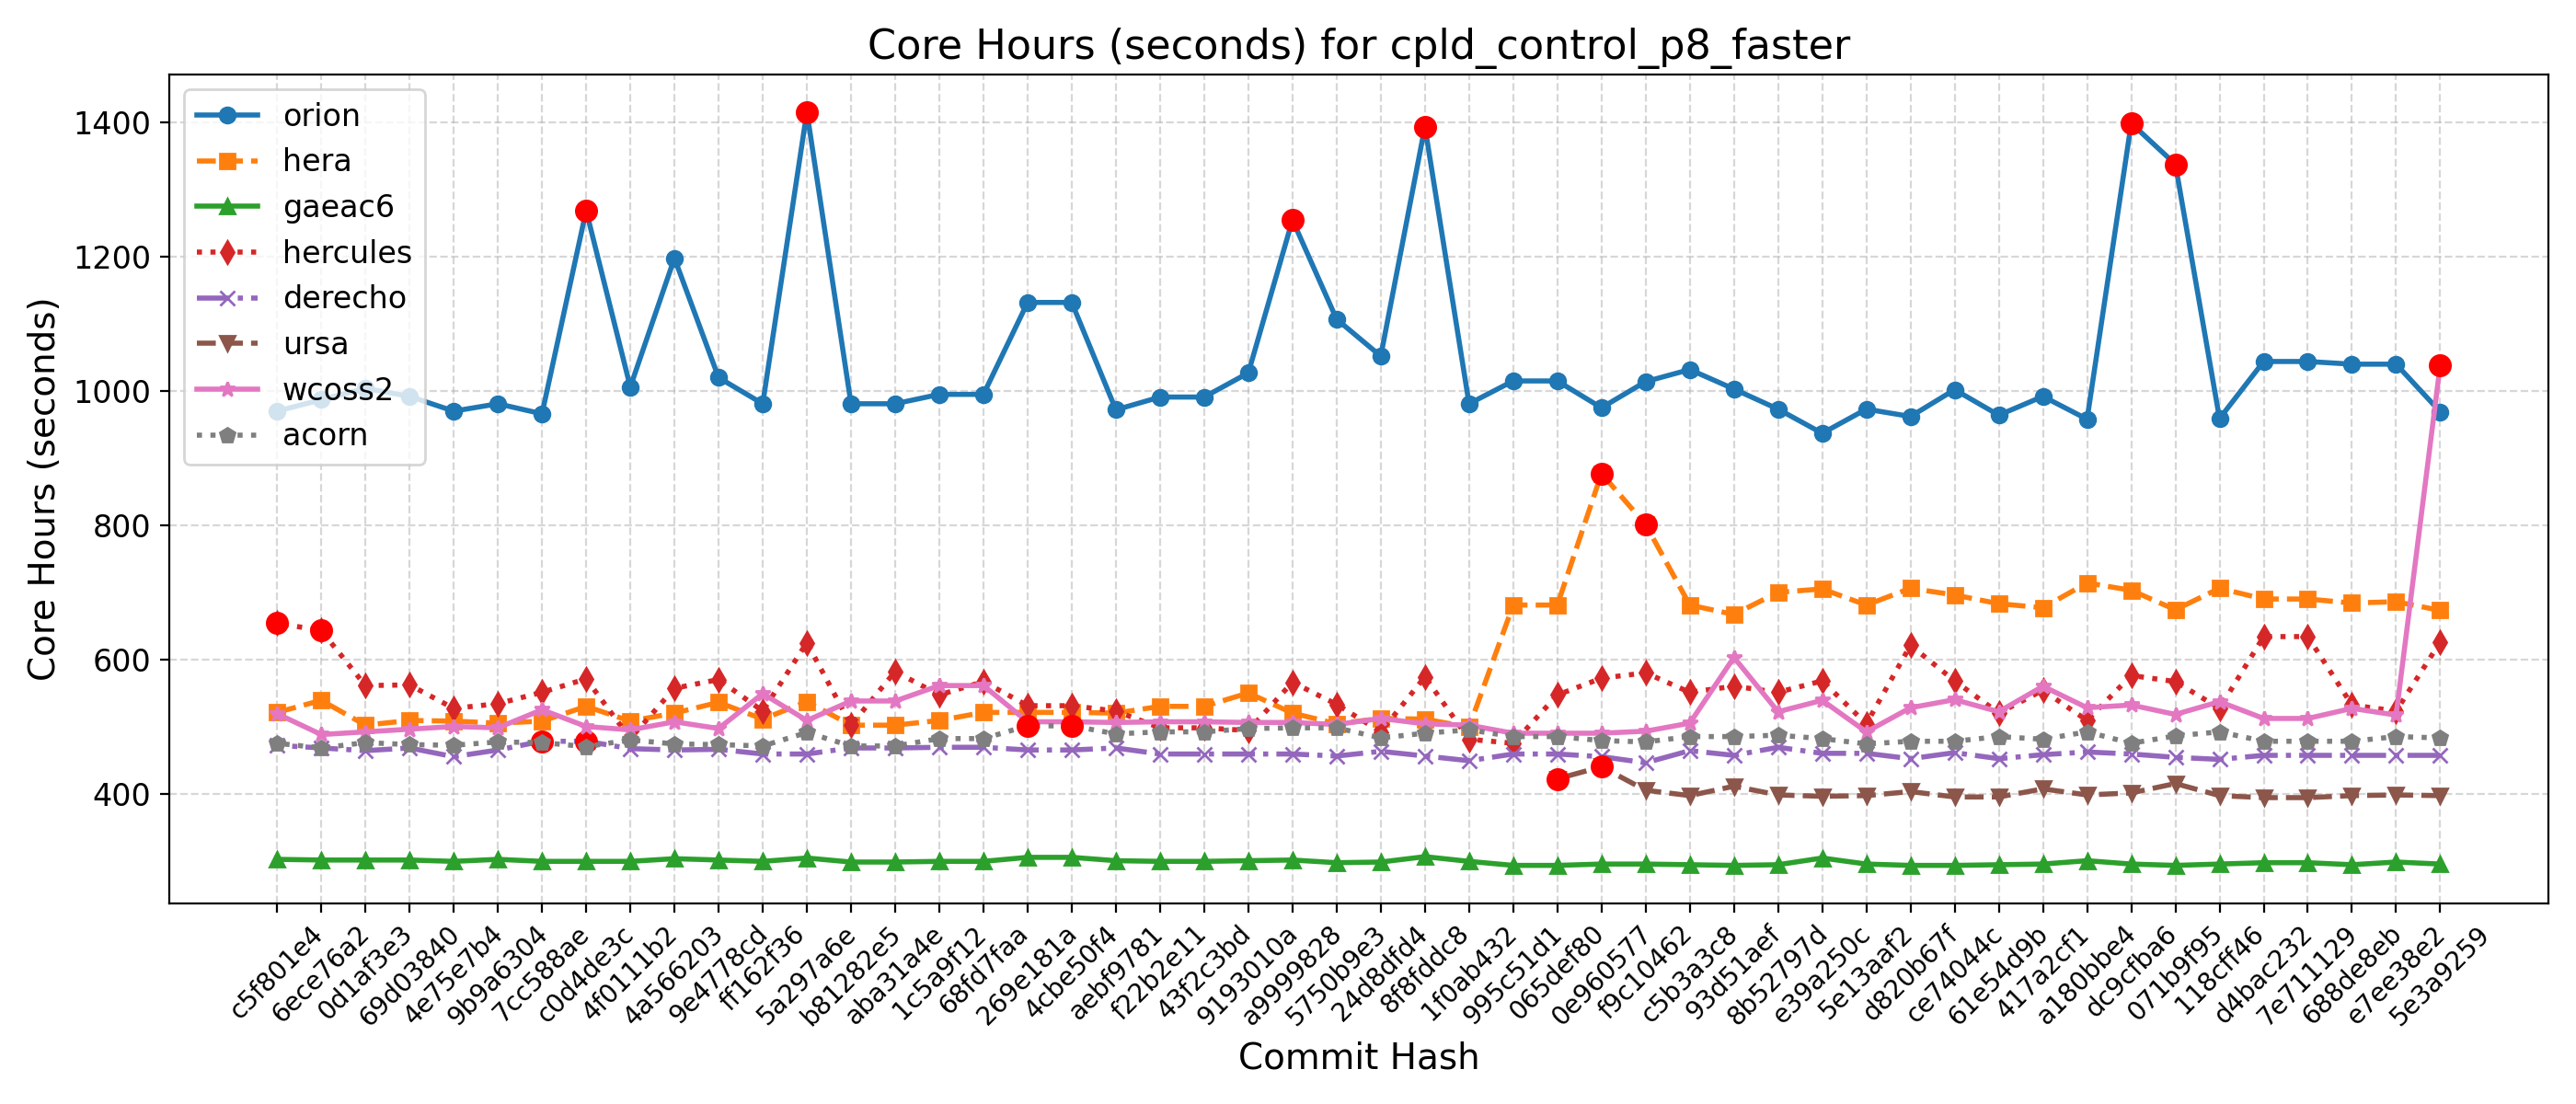 Core Hours (seconds) for cpld_control_p8_faster
Core Hours (seconds)
1400
1200
1000
800
600
400
orion
hera
gaeac6
hercules
derecho
ursa
wcoss2
acorn
c5f801e4
6ece76a2
0d1af3e3
69d03840
4e75e7b4
9b9a6304
7cc588ae
c0d4de3c
4f0111b2
4a566203
9e4778cd
ff162f36
5a297a6e
b81282e5
aba31a4e
1c5a9f12
68fd7faa
269e181a
4cbe50f4
aebf9781
f22b2e11
43f2c3bd
9193010a
a9999828
5750b9e3
24d8dfd4
8f8fddc8
1f0ab432
995c51d1
065def80
0e960577
f9c10462
c5b3a3c8
93d51aef
8b52797d
e39a250c
5e13aaf2
d820b67f
ce74044c
61e54d9b
417a2cf1
a180bbe4
dc9cfba6
071b9f95
118cff46
d4bac232
7e711129
688de8eb
e7ee38e2
5e3a9259
Commit Hash